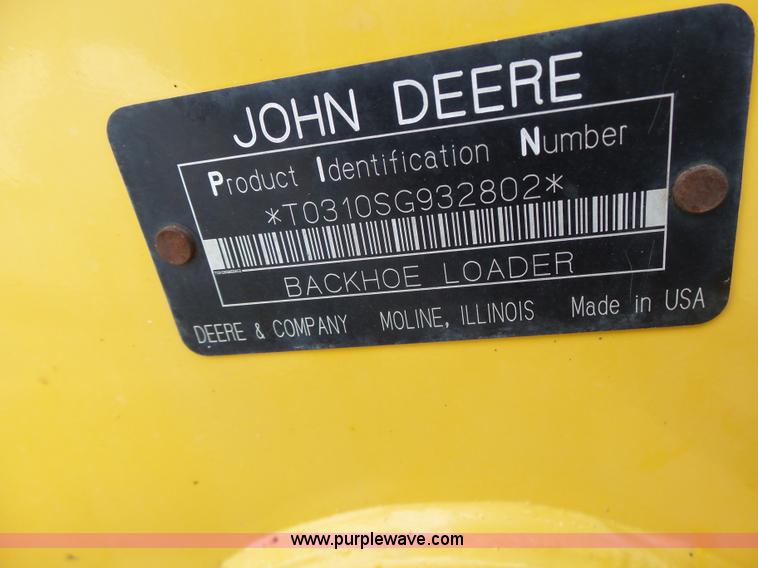 JOHN DEERE
Product Identification Number
*T0310SG932802*
BACKHOE LOADER
DEERE & COMPANY MOLINE, ILLINOIS Made in USA
www.purplewave.com